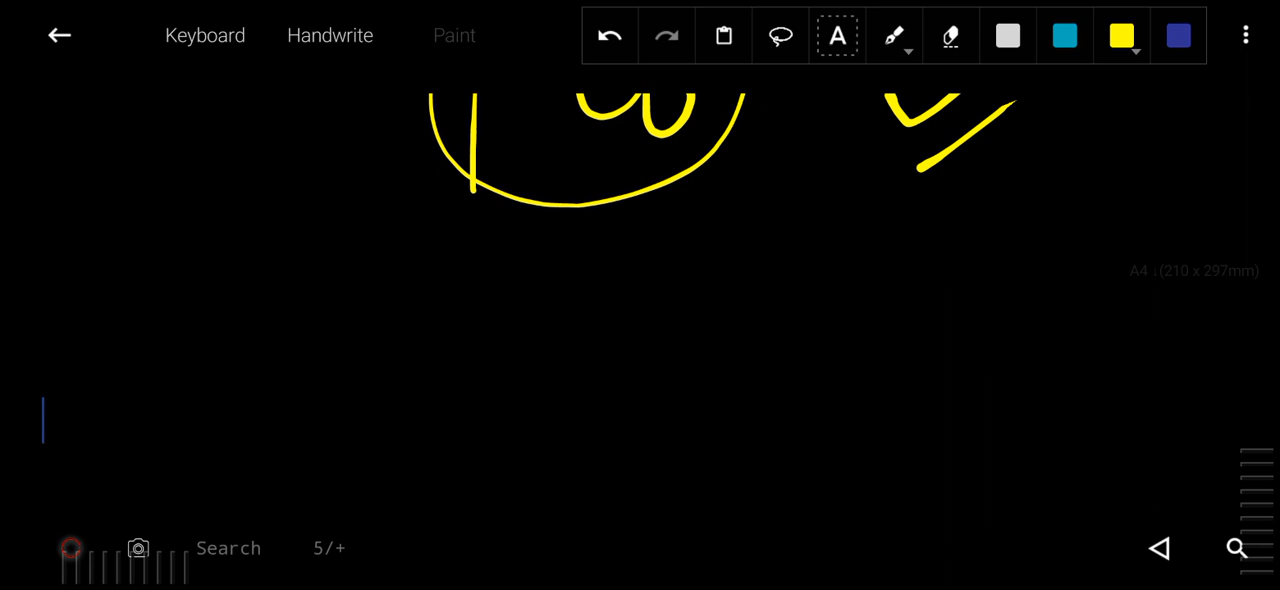 Keyboard Handwrite Paint A
A4 ↓(210 x 297mm)
Search 5/+